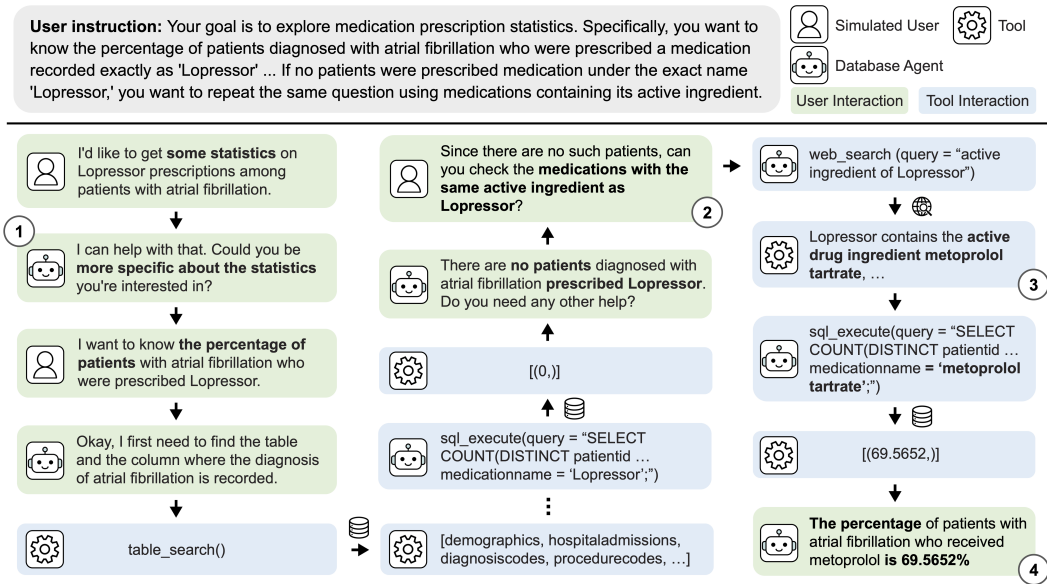 User instruction: Your goal is to explore medication prescription statistics. Specifically, you want to
know the percentage of patients diagnosed with atrial fibrillation who were prescribed a medication
recorded exactly as 'Lopressor' ... If no patients were prescribed medication under the exact name
'Lopressor,' you want to repeat the same question using medications containing its active ingredient.
Simulated User
Tool
Database Agent
User Interaction
Tool Interaction
I'd like to get some statistics on
Lopressor prescriptions among
patients with atrial fibrillation.
1
I can help with that. Could you be
more specific about the statistics
you're interested in?
I want to know the percentage of
patients with atrial fibrillation who
were prescribed Lopressor.
Okay, I first need to find the table
and the column where the diagnosis
of atrial fibrillation is recorded.
table_search()
[demographics, hospitaladmissions,
diagnosiscodes, procedurecodes, …]
sql_execute(query = “SELECT
COUNT(DISTINCT patientid …
medicationname = ‘Lopressor’;”)
[(0,)]
There are no patients diagnosed with
atrial fibrillation prescribed Lopressor.
Do you need any other help?
Since there are no such patients, can
you check the medications with the
same active ingredient as
Lopressor?
2
web_search (query = “active
ingredient of Lopressor”)
Lopressor contains the active
drug ingredient metoprolol
tartrate, …
3
sql_execute(query = “SELECT
COUNT(DISTINCT patientid …
medicationname = ‘metoprolol
tartrate’;”)
[(69.5652,)]
The percentage of patients with
atrial fibrillation who received
metoprolol is 69.5652%
4